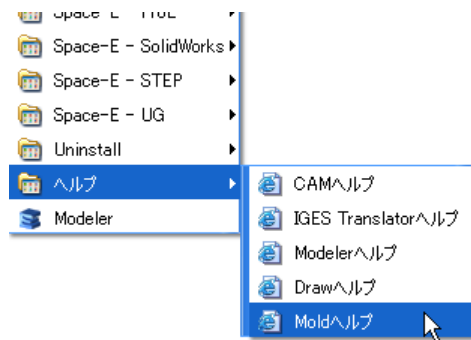 Space-E - SolidWorks
Space-E - STEP
Space-E - UG
Uninstall
ヘルプ
Modeler
CAMヘルプ
IGES Translatorヘルプ
Modelerヘルプ
Drawヘルプ
Moldヘルプ